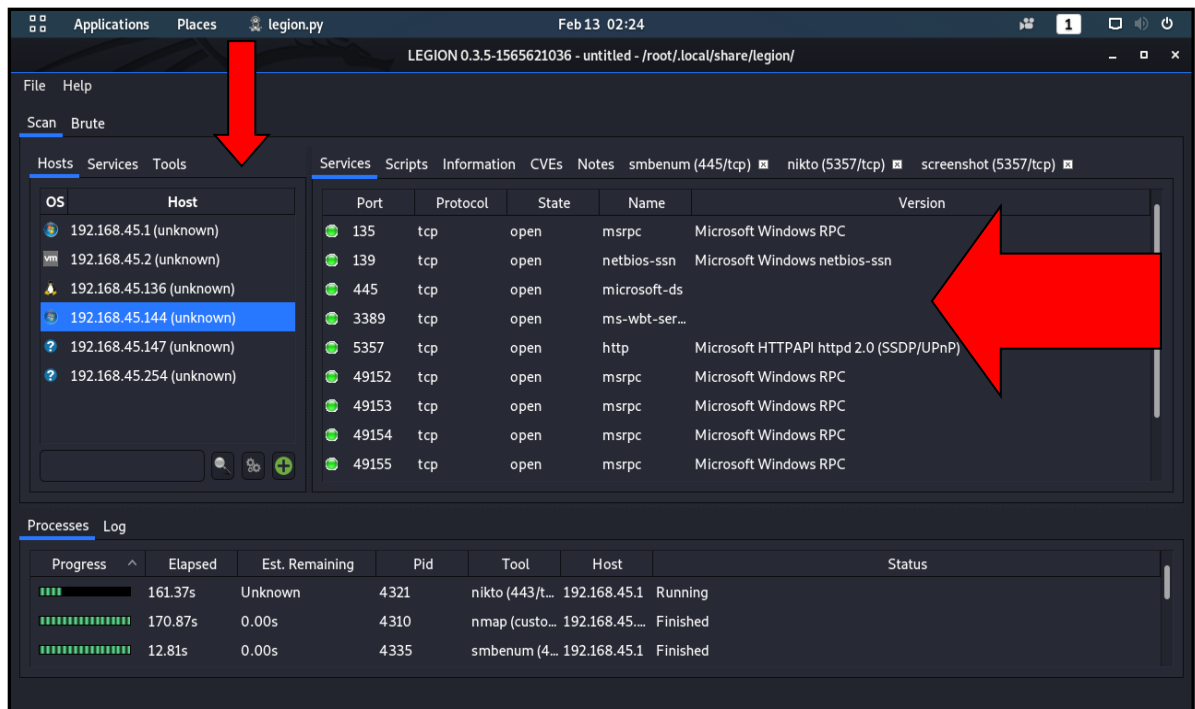 Applications Places legion.py Feb 13 02:24 1
LEGION 0.3.5-1565621036 - untitled - /root/.local/share/legion/
File Help
Scan Brute
Hosts Services Tools
OS Host
192.168.45.1 (unknown)
vm 192.168.45.2 (unknown)
192.168.45.136 (unknown)
192.168.45.144 (unknown)
? 192.168.45.147 (unknown)
? 192.168.45.254 (unknown)
Services Scripts Information CVEs Notes smbenum (445/tcp) nikto (5357/tcp) screenshot (5357/tcp)
Port Protocol State Name Version
135 tcp open msrpc Microsoft Windows RPC
139 tcp open netbios-ssn Microsoft Windows netbios-ssn
445 tcp open microsoft-ds
3389 tcp open ms-wbt-ser...
5357 tcp open http Microsoft HTTPAPI httpd 2.0 (SSDP/UPnP)
49152 tcp open msrpc Microsoft Windows RPC
49153 tcp open msrpc Microsoft Windows RPC
49154 tcp open msrpc Microsoft Windows RPC
49155 tcp open msrpc Microsoft Windows RPC
Processes Log
Progress Elapsed Est. Remaining Pid Tool Host Status
161.37s Unknown 4321 nikto (443/t... 192.168.45.1 Running
170.87s 0.00s 4310 nmap (custo... 192.168.45.... Finished
12.81s 0.00s 4335 smbenum (4... 192.168.45.1 Finished